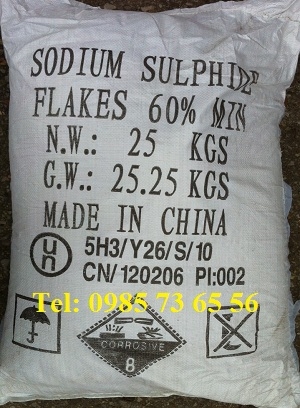 SODIUM SULPHIDE
FLAKES 60% MIN
N.W.: 25 KGS
G.W.: 25.25 KGS
MADE IN CHINA
un 5H3/Y26/S/10
CN/120206 PI:002
Tel: 0985 73 65 56
CORROSIVE
8